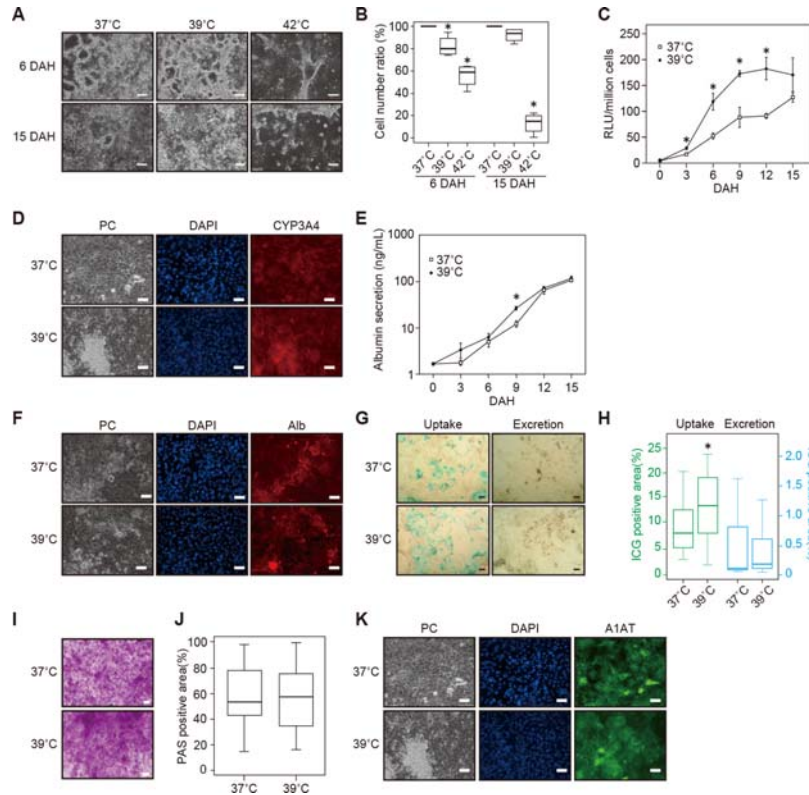 A
37°C 39°C 42°C
6 DAH
15 DAH
B
Cell number ratio (%)
100
80
60
40
20
0
* * *
37°C 39°C 42°C 37°C 39°C 42°C
6 DAH 15 DAH
C
RLU/million cells
600
500
400
300
200
100
0
37°C
39°C
* * * *
0 3 6 9 12 15
DAH
D
PC DAPI CYP3A4
37°C
39°C
E
Albumin secretion (ng/mL)
1000
100
10
1
37°C
39°C
*
0 3 6 9 12 15
DAH
F
PC DAPI Alb
37°C
39°C
G
Uptake Excretion
37°C
39°C
H
Uptake Excretion
ICG positive area(%)
25
20
15
10
5
0
*
2.0
1.0
0.5
0
37°C 39°C 37°C 39°C
I
37°C
39°C
J
PAS positive area(%)
100
80
60
40
20
0
37°C 39°C
K
PC DAPI A1AT
37°C
39°C